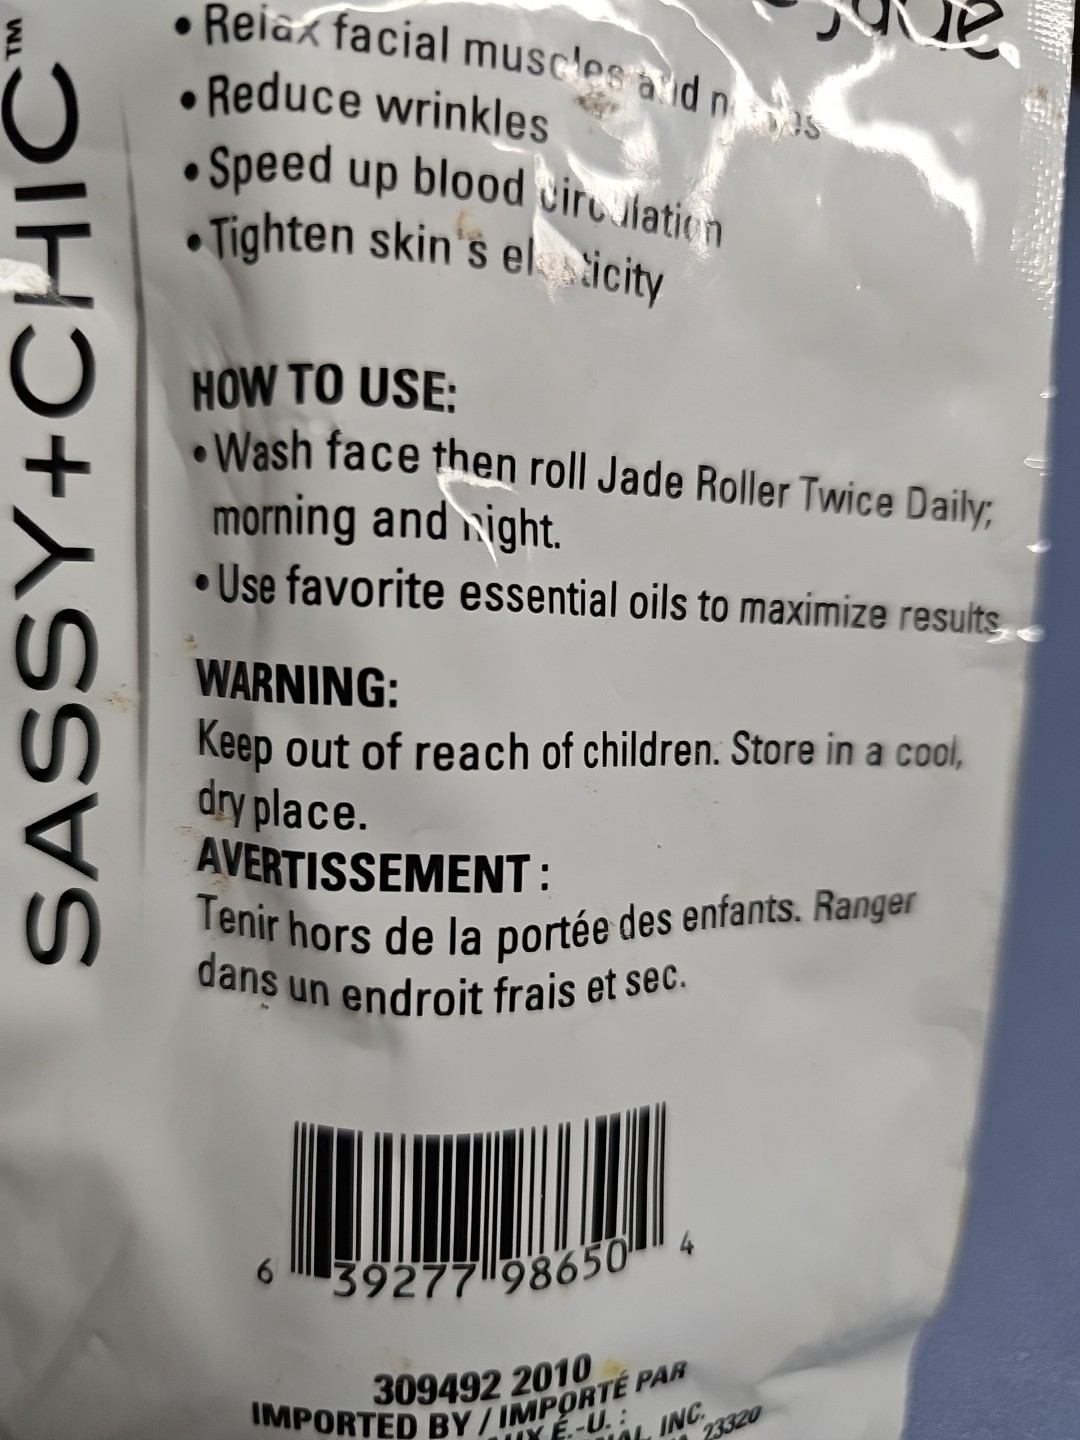 SASSY+CHIC™
• Relax facial muscles and
• Reduce wrinkles
• Speed up blood circulation
• Tighten skin's elasticity
HOW TO USE:
• Wash face then roll Jade Roller Twice Daily;
morning and night.
• Use favorite essential oils to maximize results
WARNING:
Keep out of reach of children. Store in a cool,
dry place.
AVERTISSEMENT :
Tenir hors de la portée des enfants. Ranger
dans un endroit frais et sec.
6 39277 98650 4
309492 2010
IMPORTED BY / IMPORTÉ PAR
É.-U. :
INC.
23320